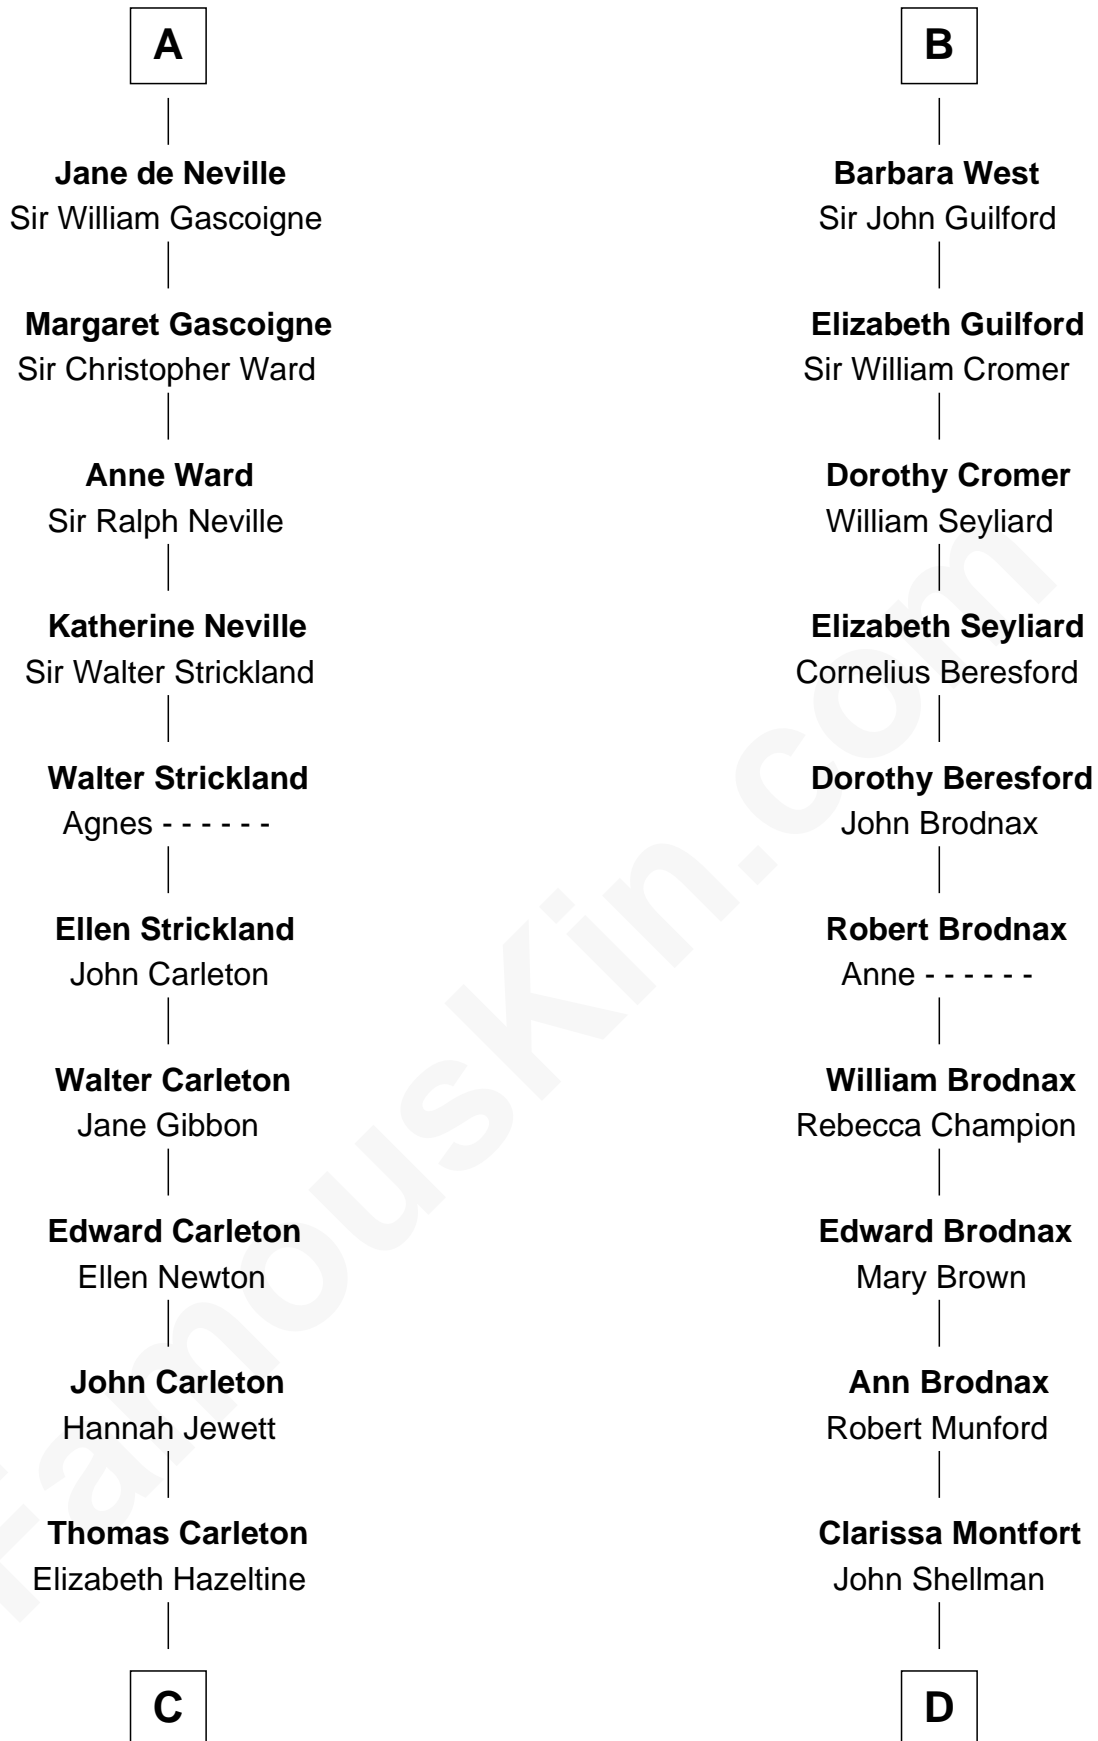 A
Jane de Neville
Sir William Gascoigne
Margaret Gascoigne
Sir Christopher Ward
Anne Ward
Sir Ralph Neville
Katherine Neville
Sir Walter Strickland
Walter Strickland
Agnes - - - - - -
Ellen Strickland
John Carleton
Walter Carleton
Jane Gibbon
Edward Carleton
Ellen Newton
John Carleton
Hannah Jewett
Thomas Carleton
Elizabeth Hazeltine
C
B
Barbara West
Sir John Guilford
Elizabeth Guilford
Sir William Cromer
Dorothy Cromer
William Seyliard
Elizabeth Seyliard
Cornelius Beresford
Dorothy Beresford
John Brodnax
Robert Brodnax
Anne - - - - - -
William Brodnax
Rebecca Champion
Edward Brodnax
Mary Brown
Ann Brodnax
Robert Munford
Clarissa Montfort
John Shellman
D
FamousKin.com